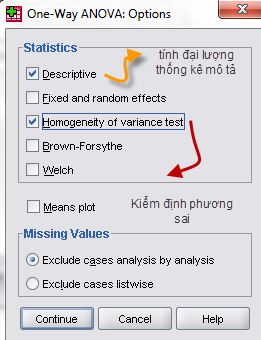 One-Way ANOVA: Options
Statistics
Descriptive
tính đại lượng
thống kê mô tả
Fixed and random effects
Homogeneity of variance test
Brown-Forsythe
Welch
Means plot
Kiểm định phương
sai
Missing Values
Exclude cases analysis by analysis
Exclude cases listwise
Continue Cancel Help